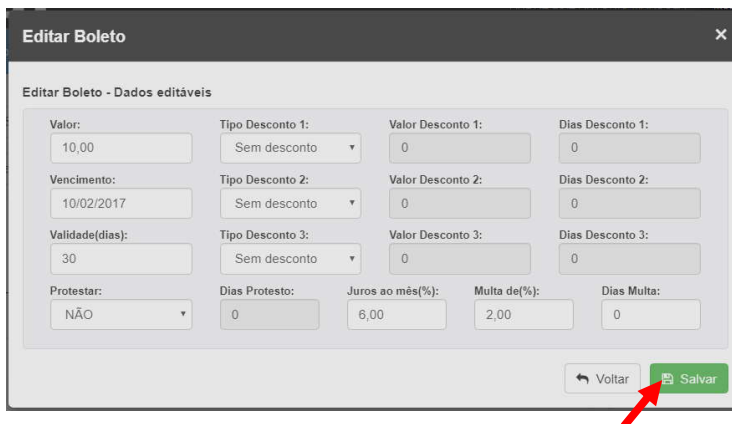 Editar Boleto ×
Editar Boleto - Dados editáveis
Valor: Tipo Desconto 1: Valor Desconto 1: Dias Desconto 1:
10,00 Sem desconto 0 0
Vencimento: Tipo Desconto 2: Valor Desconto 2: Dias Desconto 2:
10/02/2017 Sem desconto 0 0
Validade(dias): Tipo Desconto 3: Valor Desconto 3: Dias Desconto 3:
30 Sem desconto 0 0
Protestar: Dias Protesto: Juros ao mês(%): Multa de(%): Dias Multa:
NÃO 0 6,00 2,00 0
Voltar Salvar